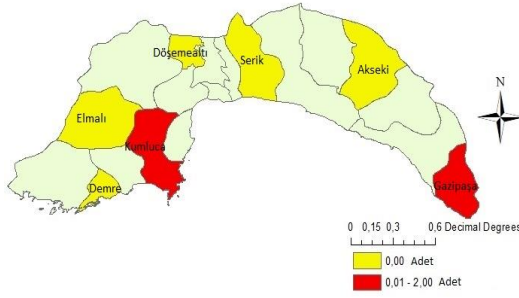 Döşemealtı
Serik
Akseki
N
Elmalı
Kumluca
Demre
Gazipaşa
0 0,15 0,3 0,6 Decimal Degrees
0,00 Adet
0,01 - 2,00 Adet